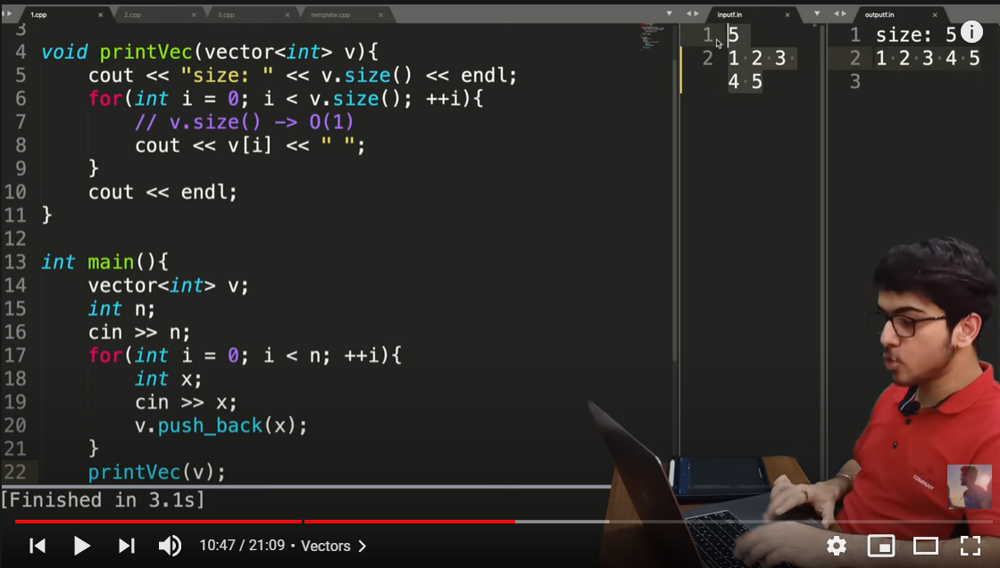 1.cpp 2.cpp 3.cpp template.cpp inputf.in outputf.in
3
4 void printVec(vector<int> v){
5 cout << "size: " << v.size() << endl;
6 for(int i = 0; i < v.size(); ++i){
7 // v.size() -> O(1)
8 cout << v[i] << " ";
9 }
10 cout << endl;
11 }
12
13 int main(){
14 vector<int> v;
15 int n;
16 cin >> n;
17 for(int i = 0; i < n; ++i){
18 int x;
19 cin >> x;
20 v.push_back(x);
21 }
22 printVec(v);
[Finished in 3.1s]
1 5
2 1 2 3
4 5
1 size: 5
2 1 2 3 4 5
3
COMPANY
10:47 / 21:09 • Vectors